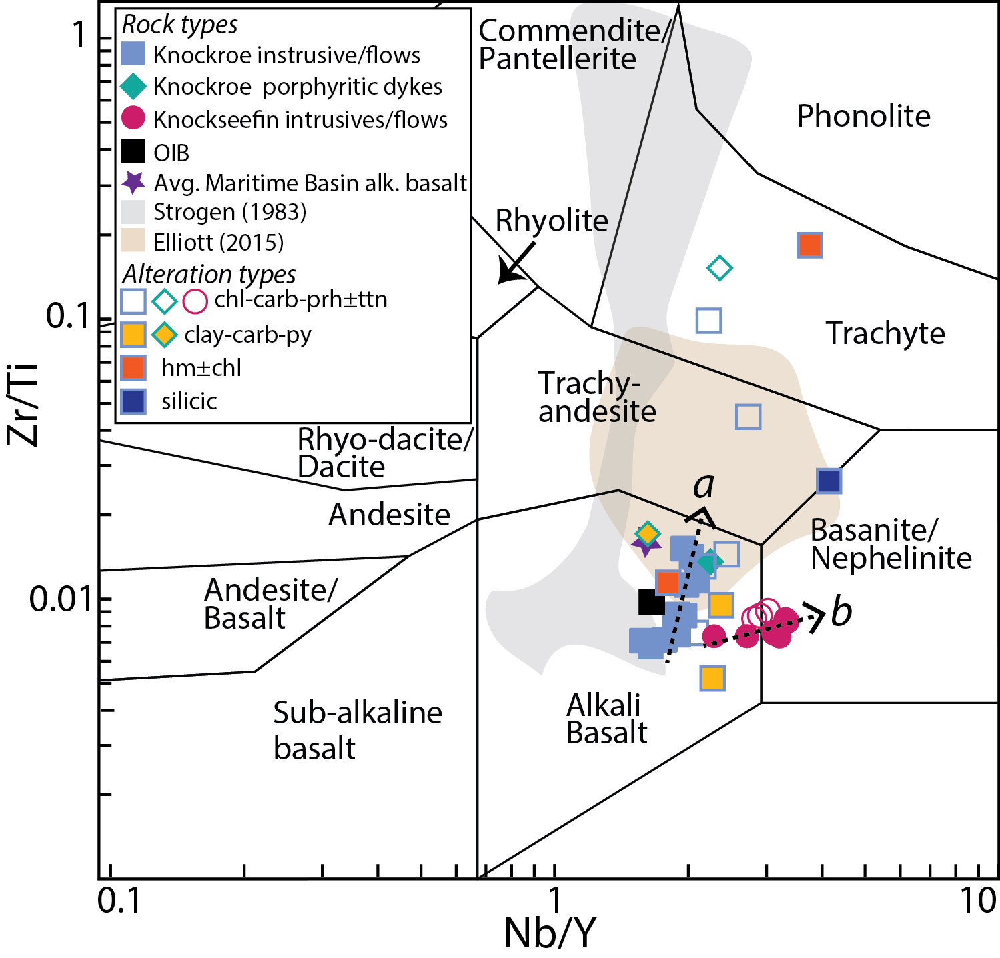 Rock types
Knockroe instrusive/flows
Knockroe porphyritic dykes
Knockseefin intrusives/flows
OIB
Avg. Maritime Basin alk. basalt
Strogen (1983)
Elliott (2015)
Alteration types
chl-carb-prh±ttn
clay-carb-py
hm±chl
silicic
Commendite/
Pantellerite
Phonolite
Rhyolite
Trachyte
Trachy-
andesite
Rhyo-dacite/
Dacite
Andesite
Andesite/
Basalt
Sub-alkaline
basalt
Alkali
Basalt
Basanite/
Nephelinite
a
b
1
0.1
0.01
Zr/Ti
0.1
1
10
Nb/Y